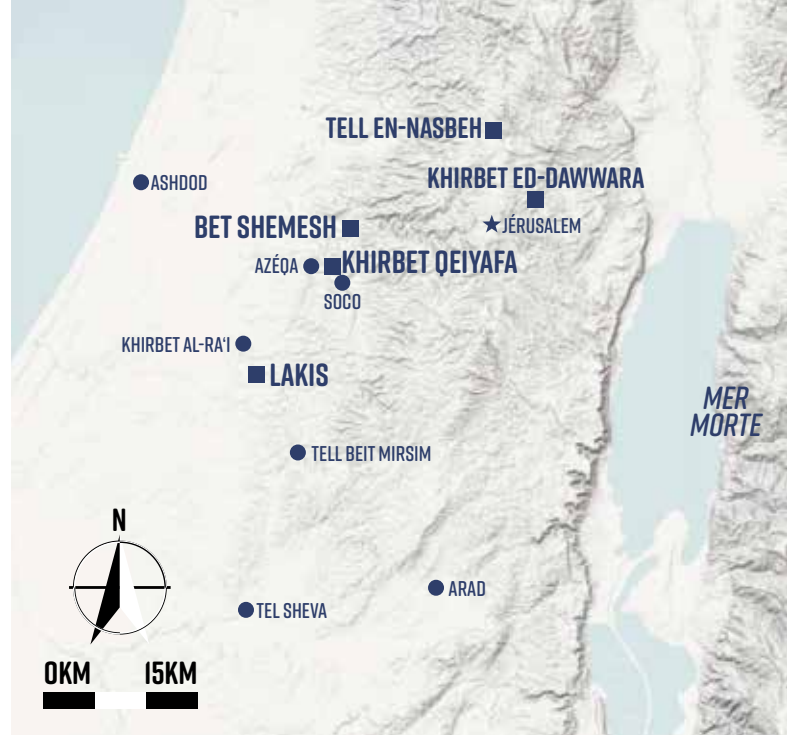 TELL EN-NASBEH
KHIRBET ED-DAWWARA
ASHDOD
JÉRUSALEM
BET SHEMESH
AZÉQA
KHIRBET QEIYAFA
SOCO
KHIRBET AL-RA‘I
LAKIS
MER
MORTE
TELL BEIT MIRSIM
N
ARAD
TEL SHEVA
0KM 15KM